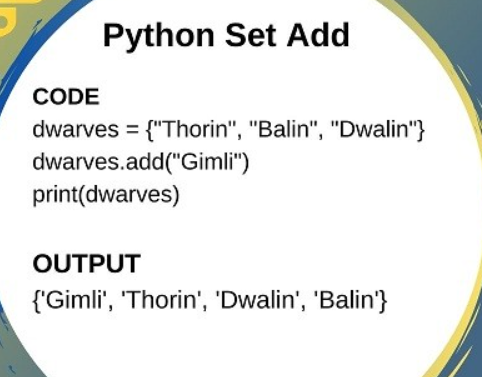 Python Set Add
CODE
dwarves = {"Thorin", "Balin", "Dwalin"}
dwarves.add("Gimli")
print(dwarves)
OUTPUT
{'Gimli', 'Thorin', 'Dwalin', 'Balin'}